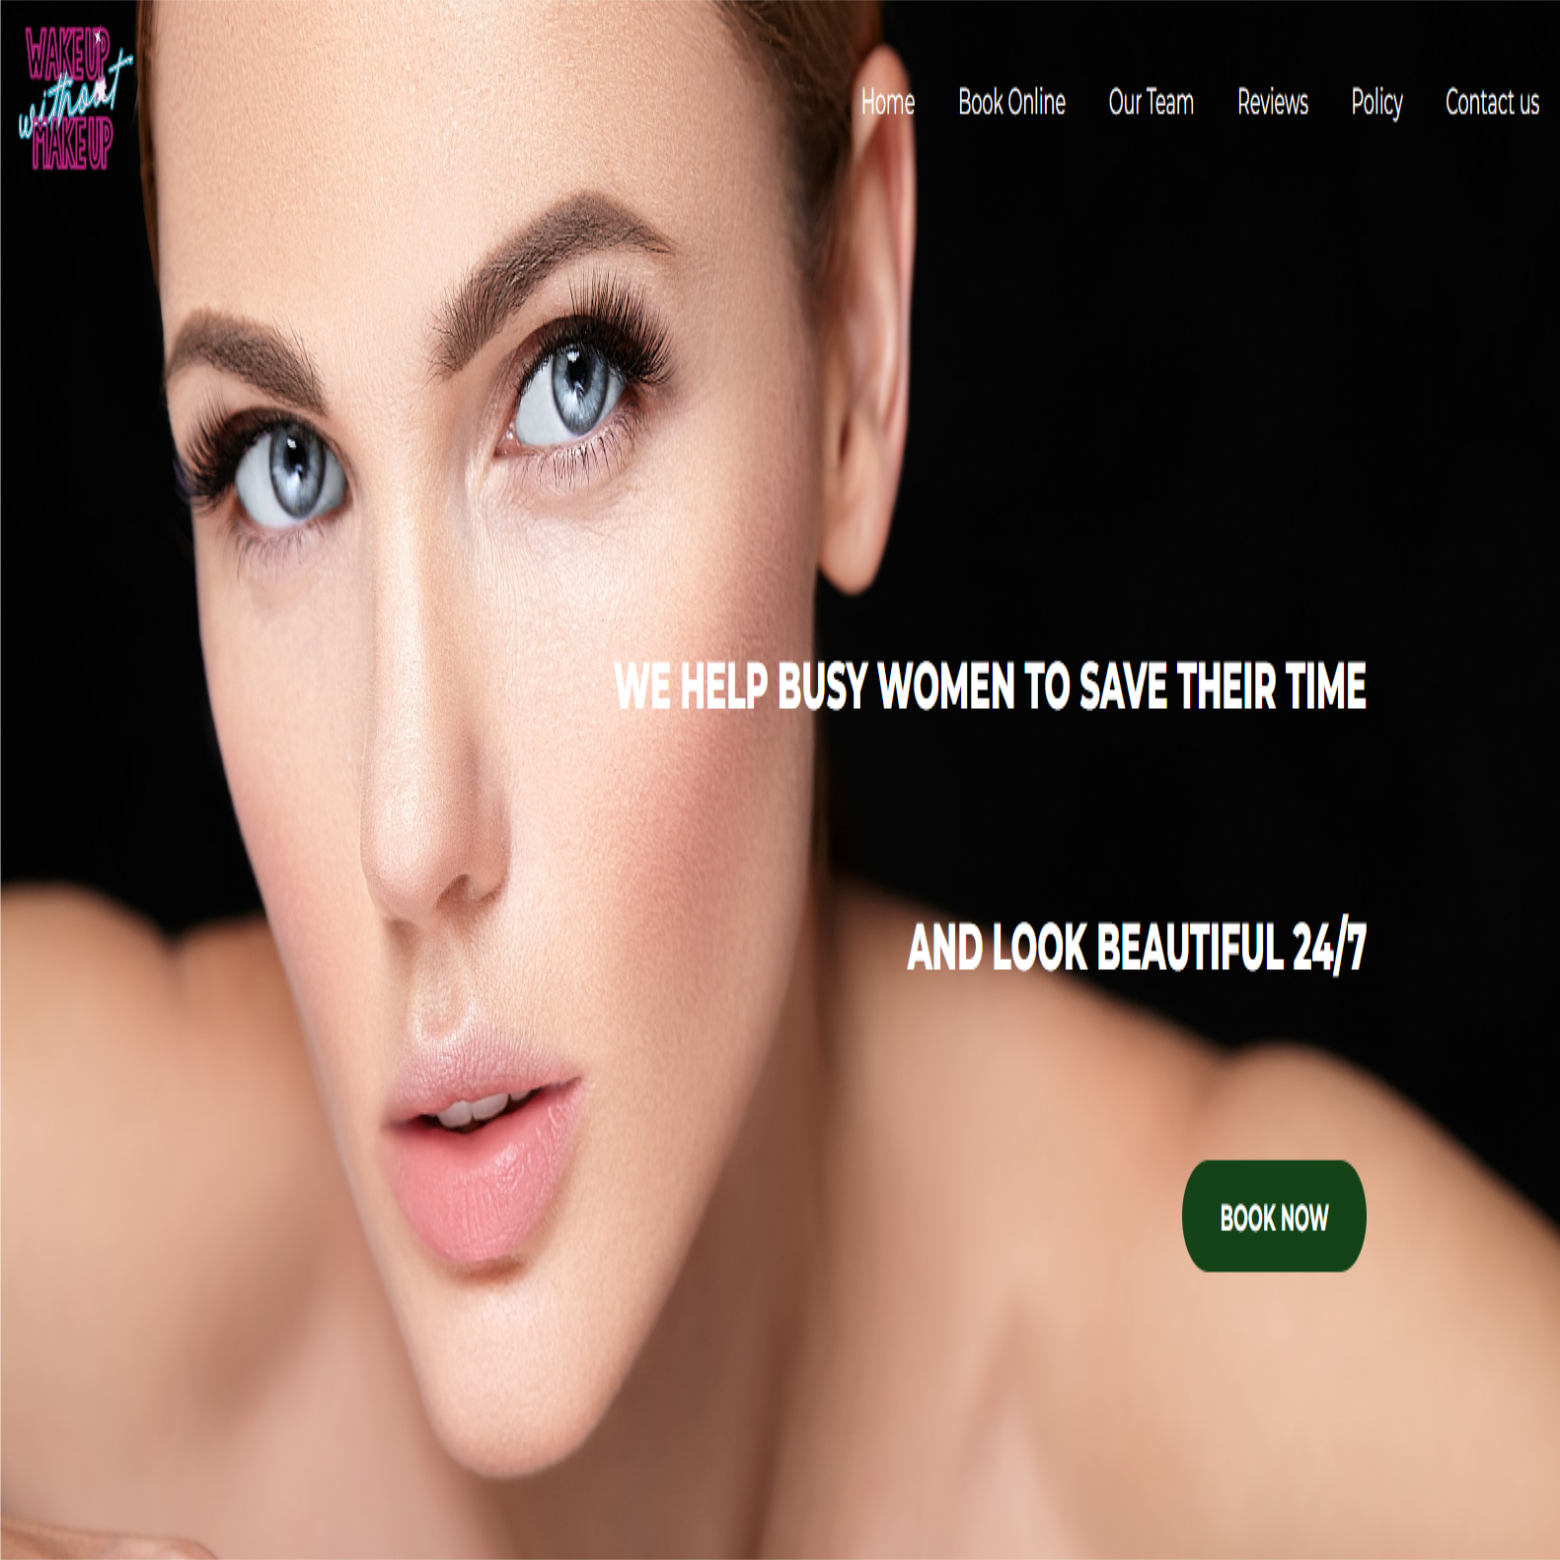 WAKE UP
without
MAKE UP
Home Book Online Our Team Reviews Policy Contact us
WE HELP BUSY WOMEN TO SAVE THEIR TIME
AND LOOK BEAUTIFUL 24/7
BOOK NOW